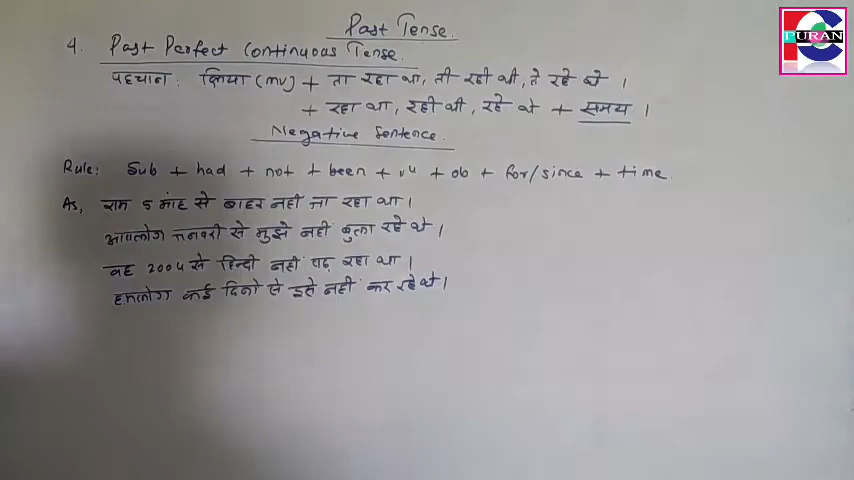 Past Tense.
PURAN
4. Past Perfect Continuous Tense.
पहचान : क्रिया (mv) + ता रहा था, ती रही थी, ते रहे थे ।
+ रहा था, रही थी, रहे थे + समय ।
Negative Sentence.
Rule: Sub + had + not + been + v4 + ob + for/since + time
As, राम 5 माह से बाहर नहीं जा रहा था ।
आपलोग जनवरी से मुझे नहीं बुला रहे थे ।
वह 2004 से हिन्दी नहीं पढ़ रहा था ।
हमलोग कई दिनों से इसे नहीं कर रहे थे ।